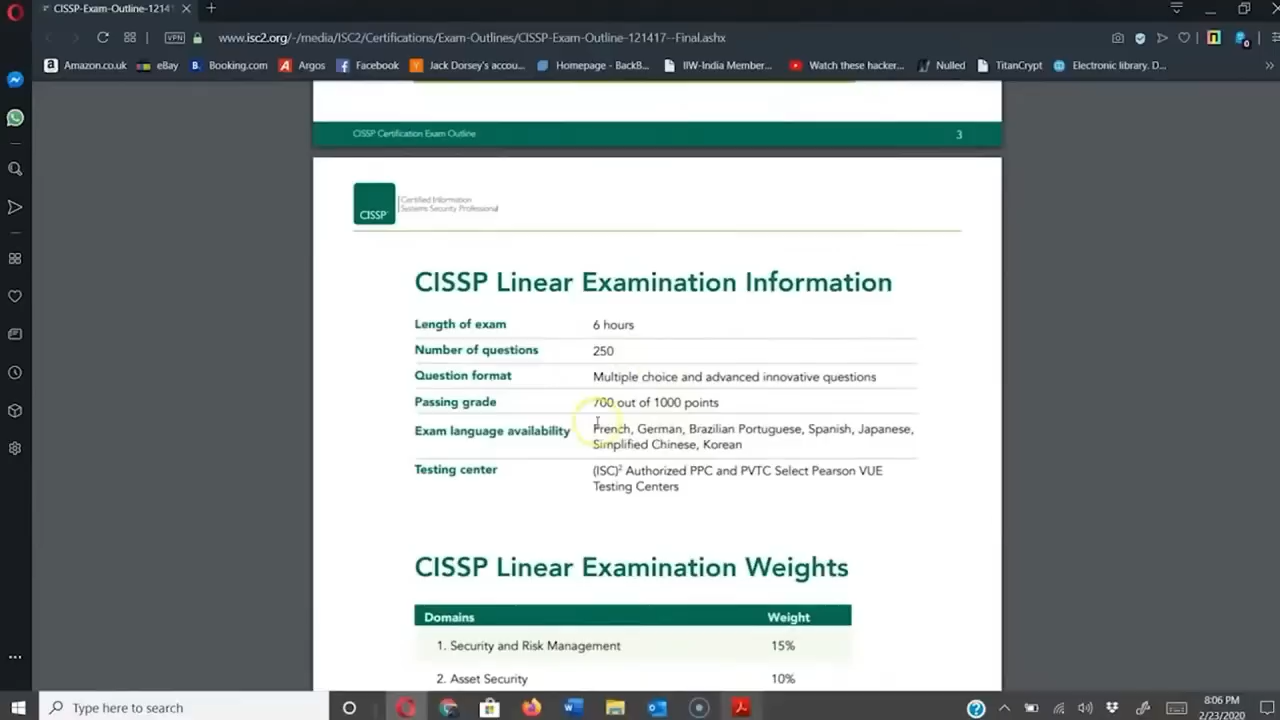 CISSP-Exam-Outline-12141
VPN
www.isc2.org/-/media/ISC2/Certifications/Exam-Outlines/CISSP-Exam-Outline-121417--Final.ashx
Amazon.co.uk
eBay
Booking.com
Argos
Facebook
Jack Dorsey's accou...
Homepage - BackB...
IIW-India Member...
Watch these hacker...
Nulled
TitanCrypt
Electronic library. D...
CISSP Certification Exam Outline
3
CISSP
Certified Information
Systems Security Professional
CISSP Linear Examination Information
Length of exam 6 hours
Number of questions 250
Question format Multiple choice and advanced innovative questions
Passing grade 700 out of 1000 points
Exam language availability French, German, Brazilian Portuguese, Spanish, Japanese,
Simplified Chinese, Korean
Testing center (ISC)² Authorized PPC and PVTC Select Pearson VUE
Testing Centers
CISSP Linear Examination Weights
Domains Weight
1. Security and Risk Management 15%
2. Asset Security 10%
Type here to search
8:06 PM
2/23/2020